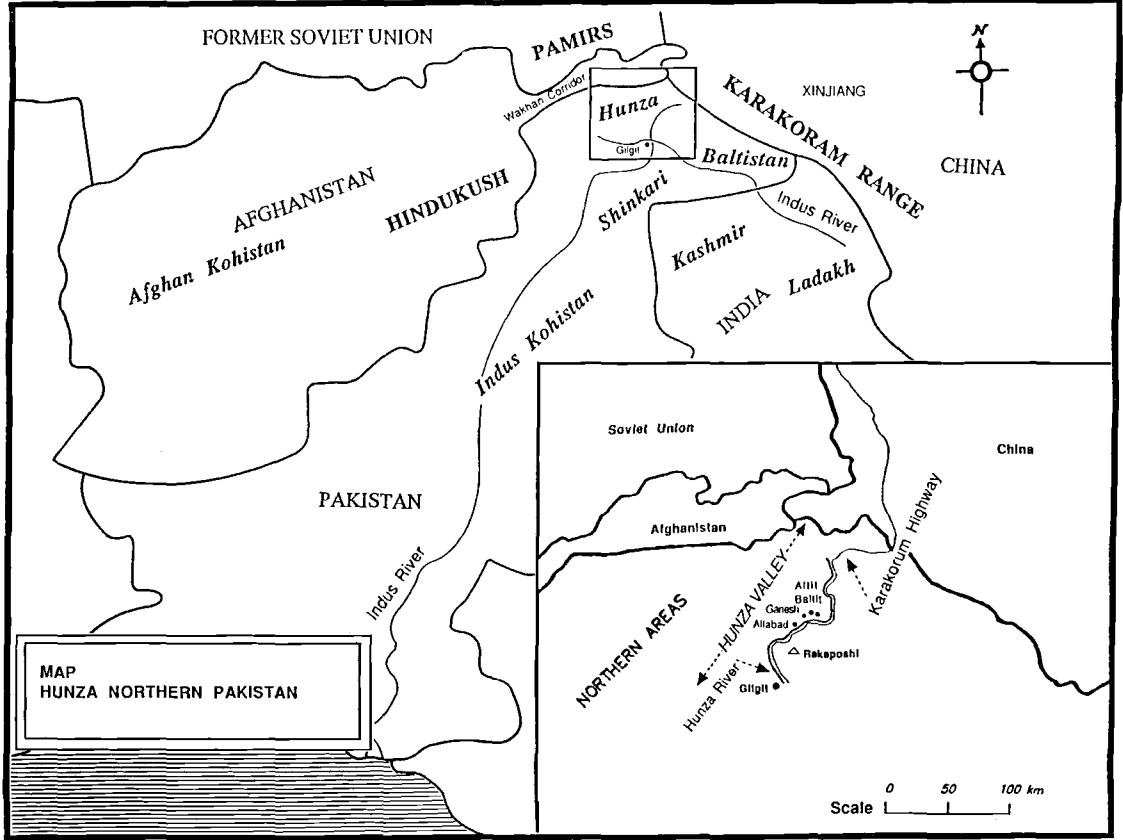 FORMER SOVIET UNION
PAMIRS
N
Wakhan Corridor
Hunza
KARAKORAM RANGE
XINJIANG
Gilgit
Baltistan
CHINA
AFGHANISTAN
HINDUKUSH
Shinkari
Indus River
Afghan Kohistan
Kashmir
Ladakh
INDIA
Indus Kohistan
PAKISTAN
Indus River
MAP
HUNZA NORTHERN PAKISTAN
Soviet Union
China
Afghanistan
Karakorum Highway
HUNZA VALLEY
NORTHERN AREAS
Altit
Baltit
Ganesh
Aliabad
Rakaposhi
Hunza River
Gilgit
0 50 100 km
Scale